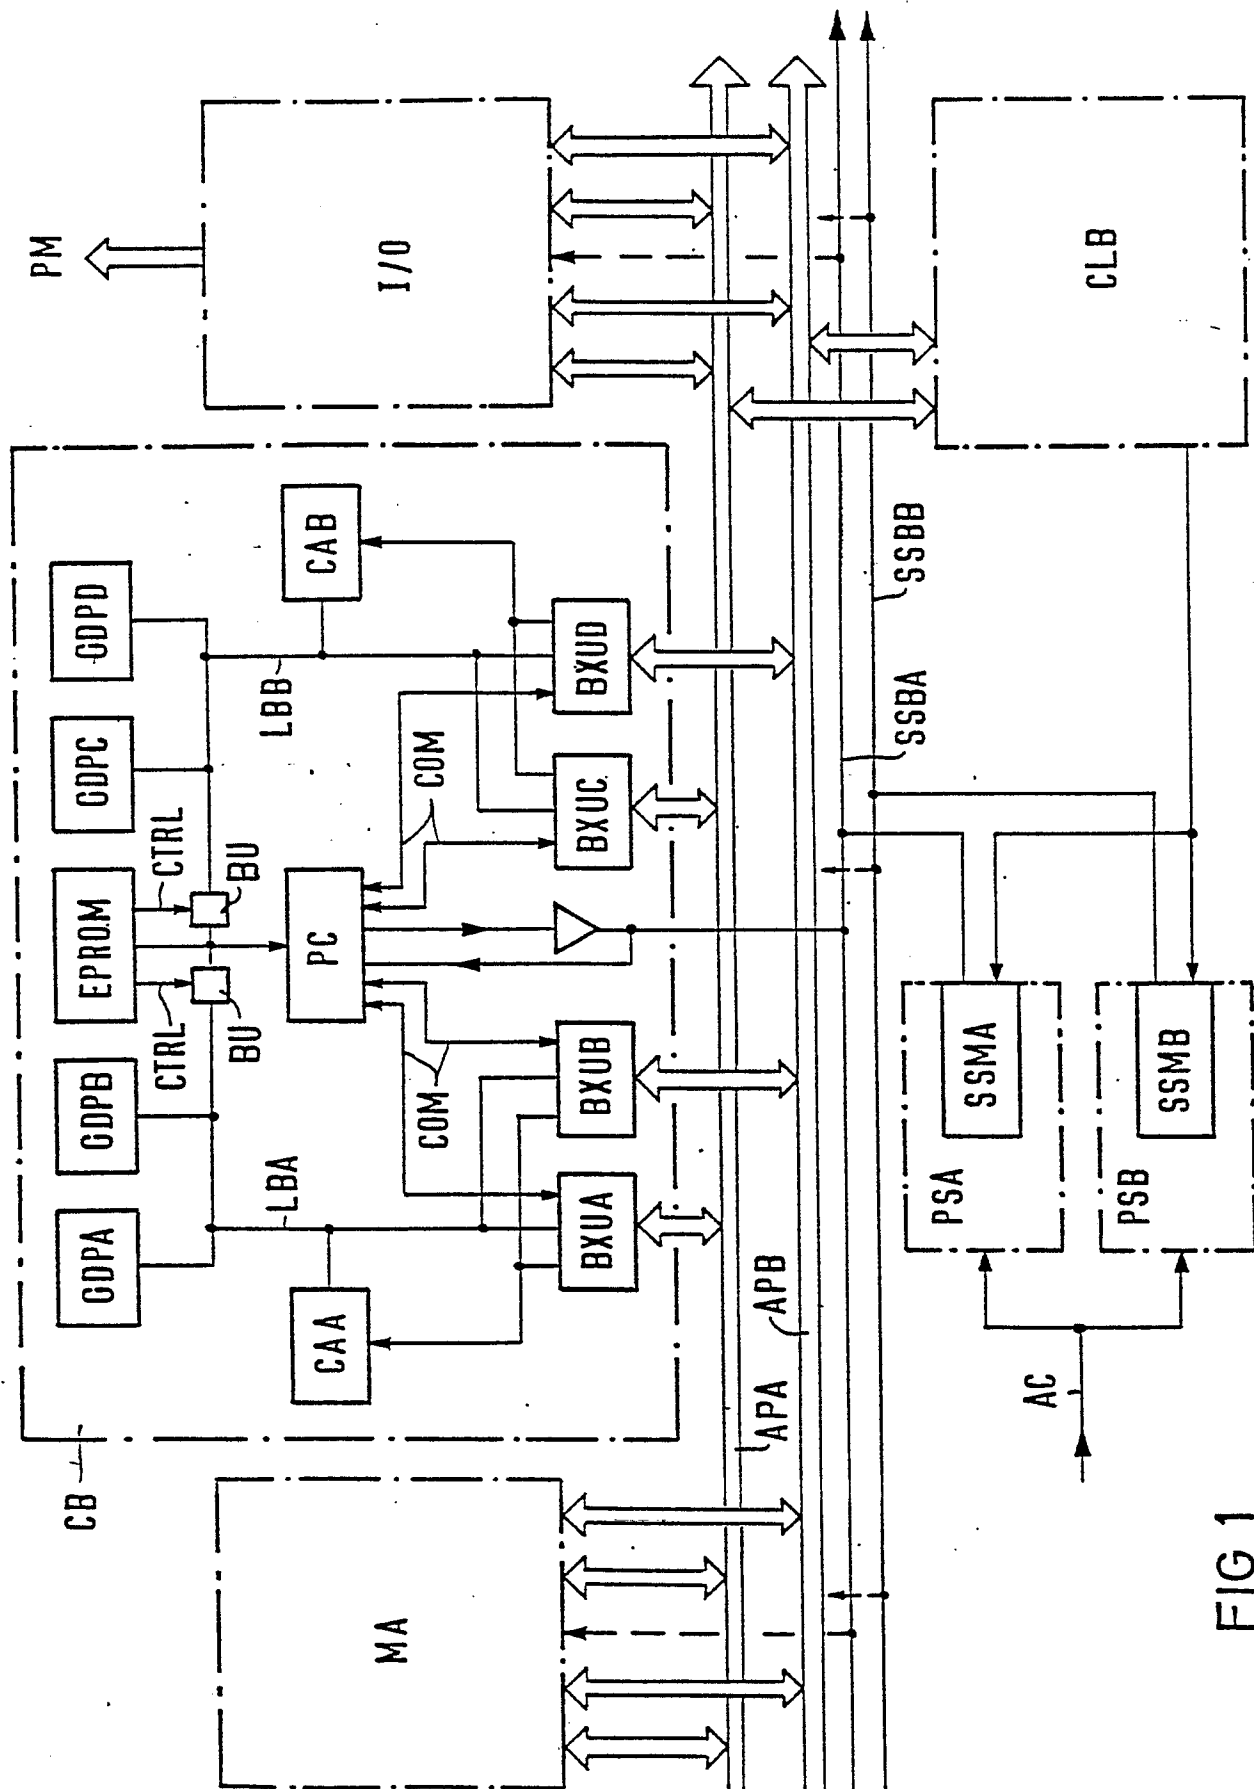 CB
GDPA
GDPB
EPROM
GDPC
GDPD
CTRL
CTRL
BU
BU
LBA
LBB
CAA
PC
CAB
COM
COM
BXUA
BXUB
BXUC
BXUD
MA
I/O
PM
APA
APB
SSBA
SSBB
AC
PSA
SSMA
PSB
SSMB
CLB
FIG 1